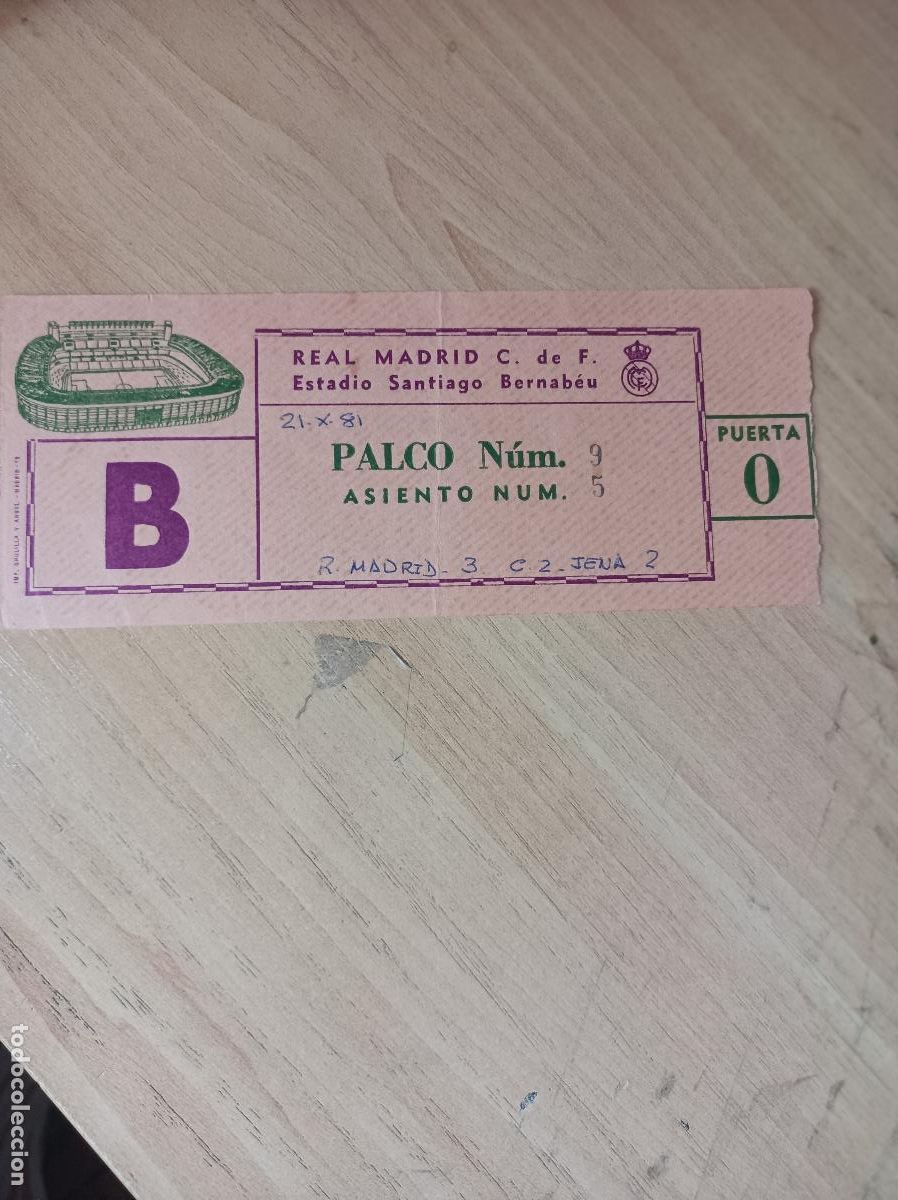 REAL MADRID C. de F.
Estadio Santiago Bernabéu
21-X-81
PALCO Núm. 9
ASIENTO NUM. 5
R. MADRID - 3 C. Z - JENA 2
B
PUERTA
0
todocoleccion